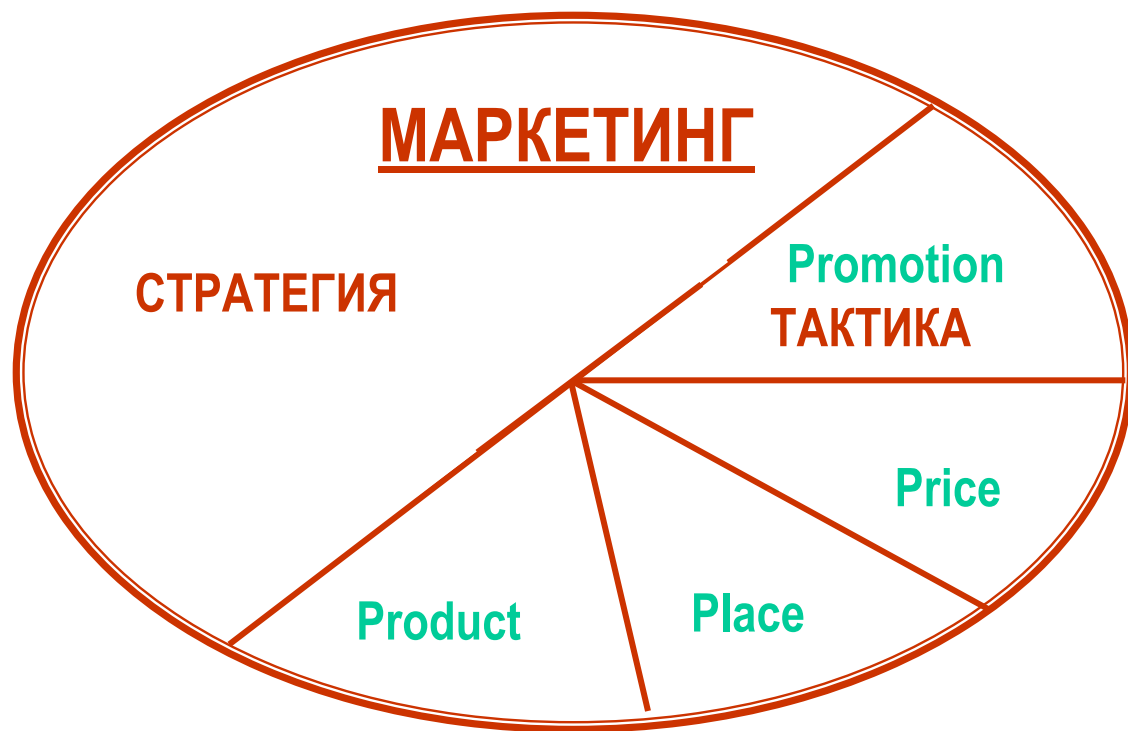 МАРКЕТИНГ
СТРАТЕГИЯ
Promotion
ТАКТИКА
Price
Place
Product